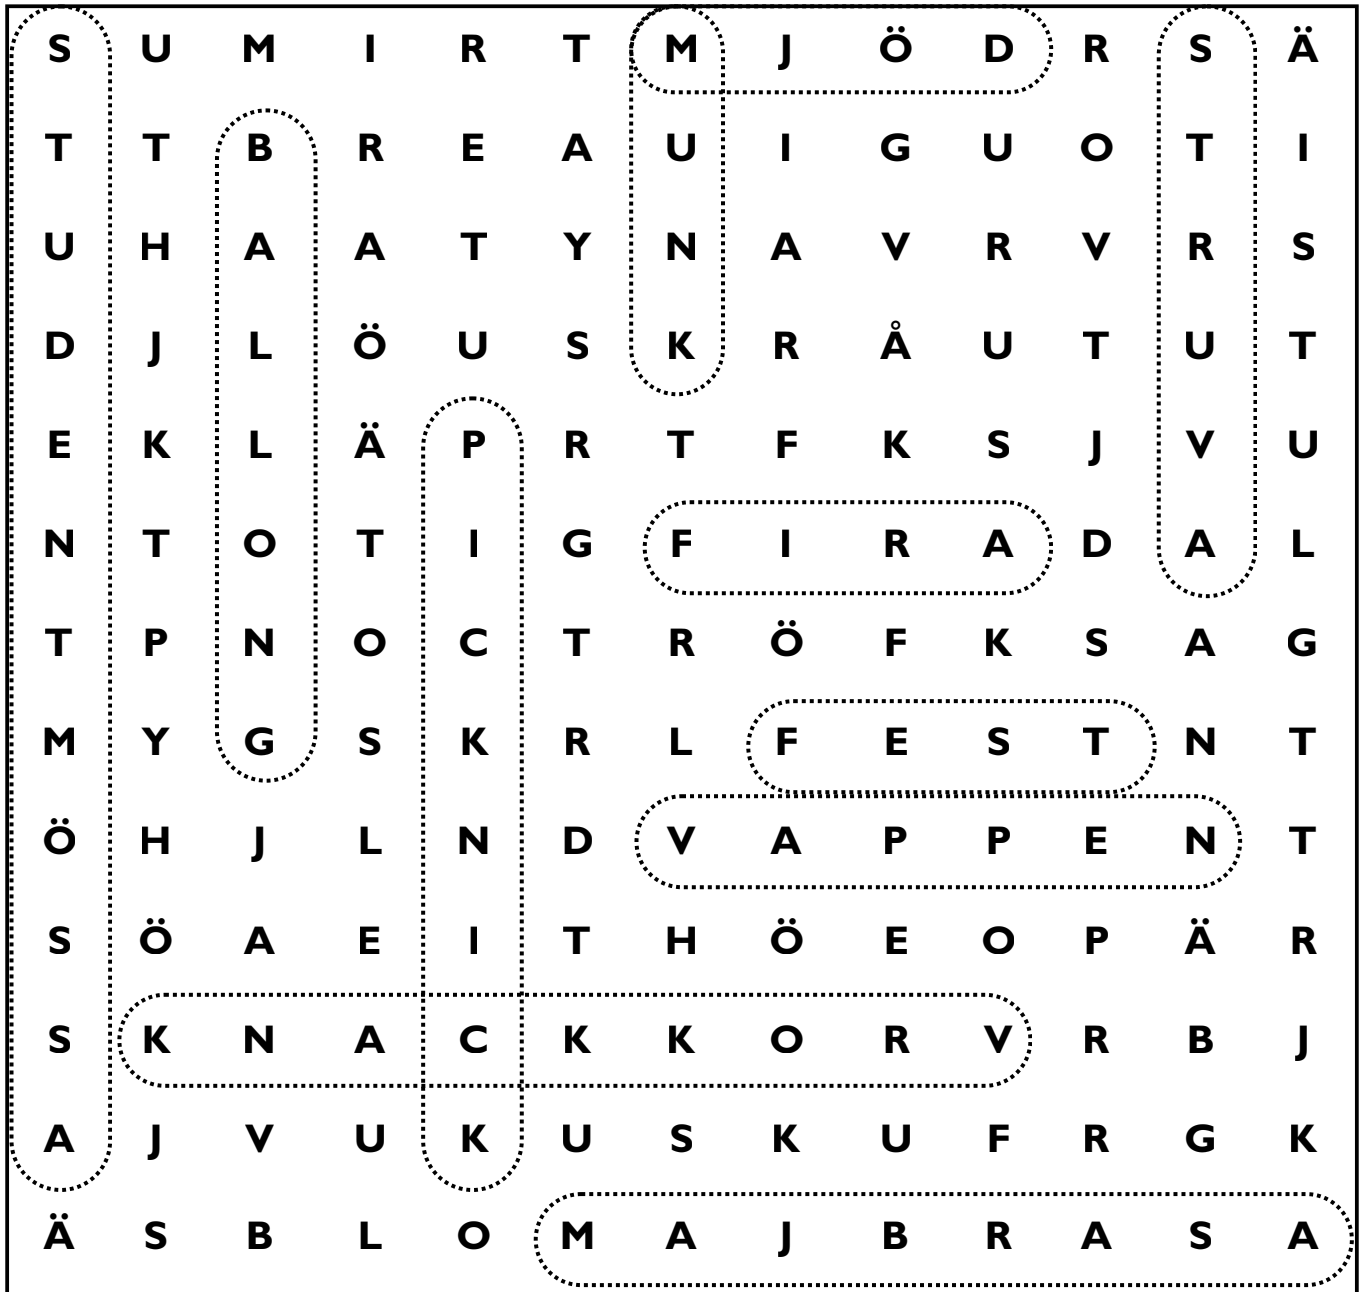 S U M I R T M J Ö D R S Ä
T T B R E A U I G U O T I
U H A A T Y N A V R V R S
D J L Ö U S K R Å U T U T
E K L Ä P R T F K S J V U
N T O T I G F I R A D A L
T P N O C T R Ö F K S A G
M Y G S K R L F E S T N T
Ö H J L N D V A P P E N T
S Ö A E I T H Ö E O P Ä R
S K N A C K K O R V R B J
A J V U K U S K U F R G K
Ä S B L O M A J B R A S A